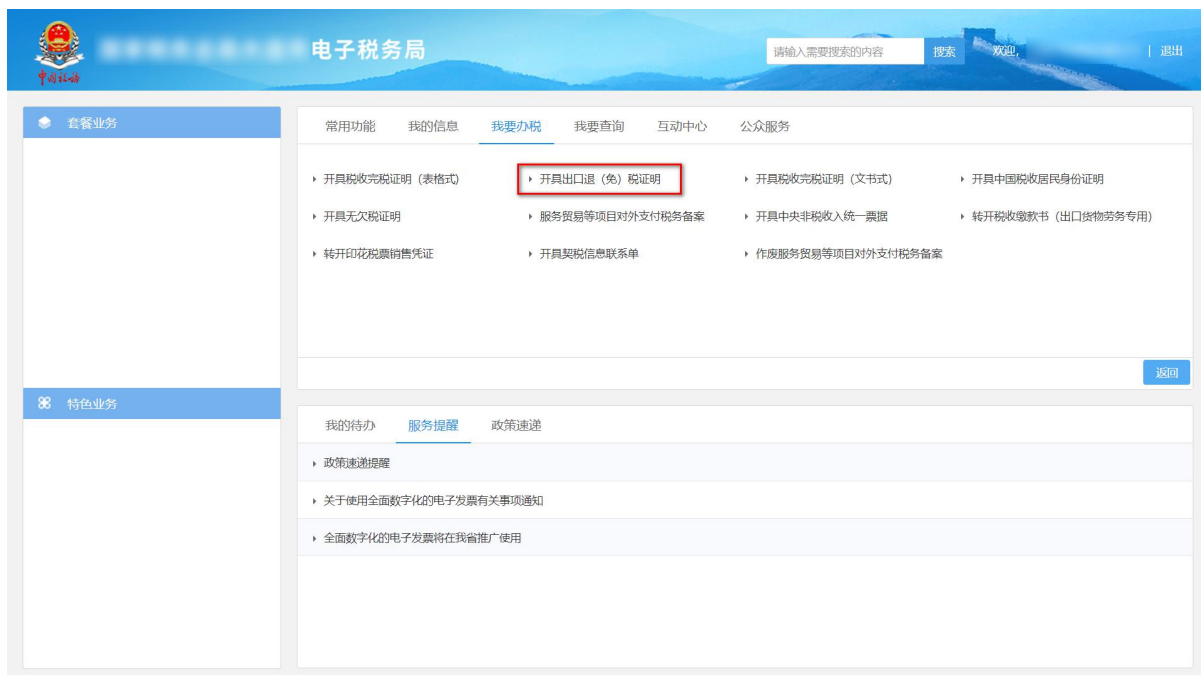 电子税务局
请输入需要搜索的内容 搜索 欢迎, | 退出
中国税务
套餐业务
常用功能 我的信息 我要办税 我要查询 互动中心 公众服务
开具税收完税证明（表格式） 开具出口退（免）税证明 开具税收完税证明（文书式） 开具中国税收居民身份证明
开具无欠税证明 服务贸易等项目对外支付税务备案 开具中央非税收入统一票据 转开税收缴款书（出口货物劳务专用）
转开印花税票销售凭证 开具契税信息联系单 作废服务贸易等项目对外支付税务备案
返回
特色业务
我的待办 服务提醒 政策速递
政策速递提醒
关于使用全面数字化的电子发票有关事项通知
全面数字化的电子发票将在我省推广使用